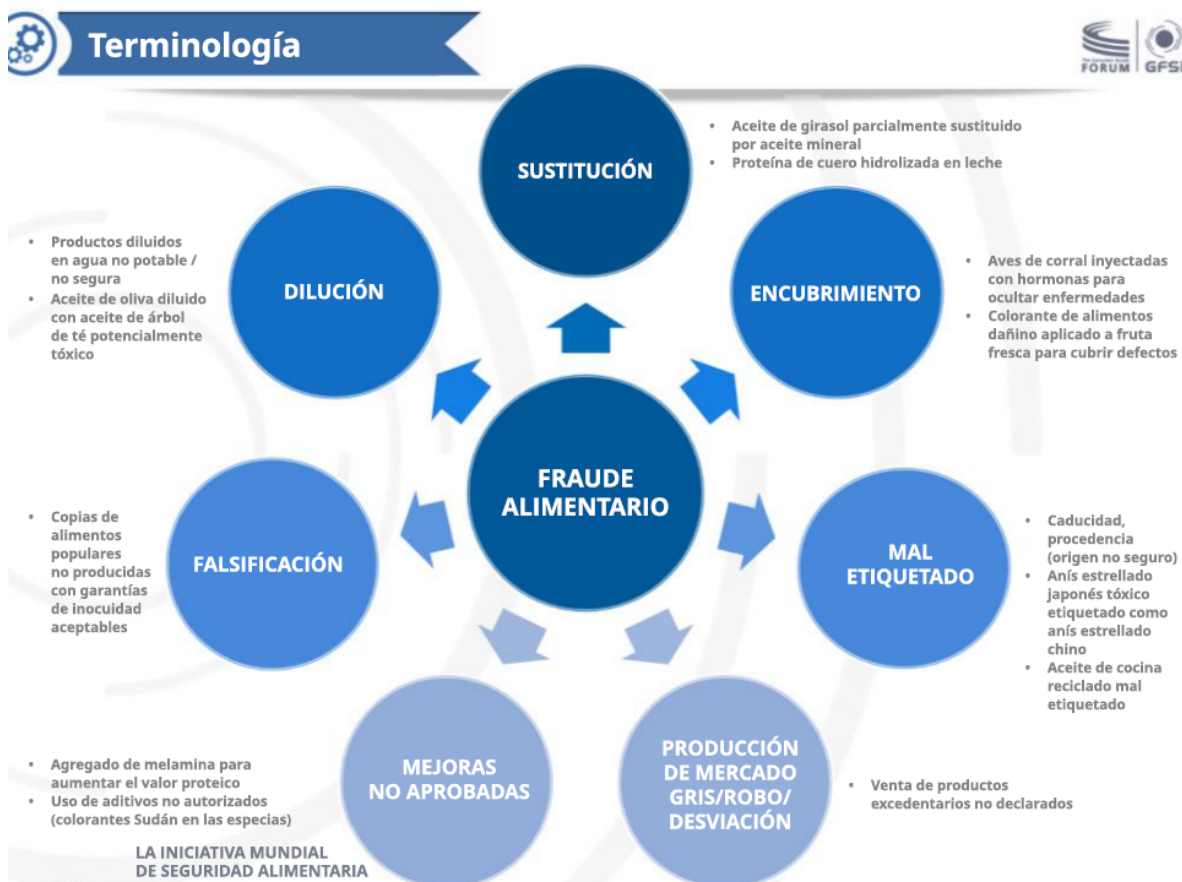 Terminología
FORUM
GFSI
SUSTITUCIÓN
• Aceite de girasol parcialmente sustituido
por aceite mineral
• Proteína de cuero hidrolizada en leche
DILUCIÓN
• Productos diluidos
en agua no potable /
no segura
• Aceite de oliva diluido
con aceite de árbol
de té potencialmente
tóxico
ENCUBRIMIENTO
• Aves de corral inyectadas
con hormonas para
ocultar enfermedades
• Colorante de alimentos
dañino aplicado a fruta
fresca para cubrir defectos
FRAUDE
ALIMENTARIO
FALSIFICACIÓN
• Copias de
alimentos
populares
no producidas
con garantías
de inocuidad
aceptables
MAL
ETIQUETADO
• Caducidad,
procedencia
(origen no seguro)
• Anís estrellado
japonés tóxico
etiquetado como
anís estrellado
chino
• Aceite de cocina
reciclado mal
etiquetado
MEJORAS
NO APROBADAS
• Agregado de melamina para
aumentar el valor proteico
• Uso de aditivos no autorizados
(colorantes Sudán en las especias)
PRODUCCIÓN
DE MERCADO
GRIS/ROBO/
DESVIACIÓN
• Venta de productos
excedentarios no declarados
LA INICIATIVA MUNDIAL
DE SEGURIDAD ALIMENTARIA